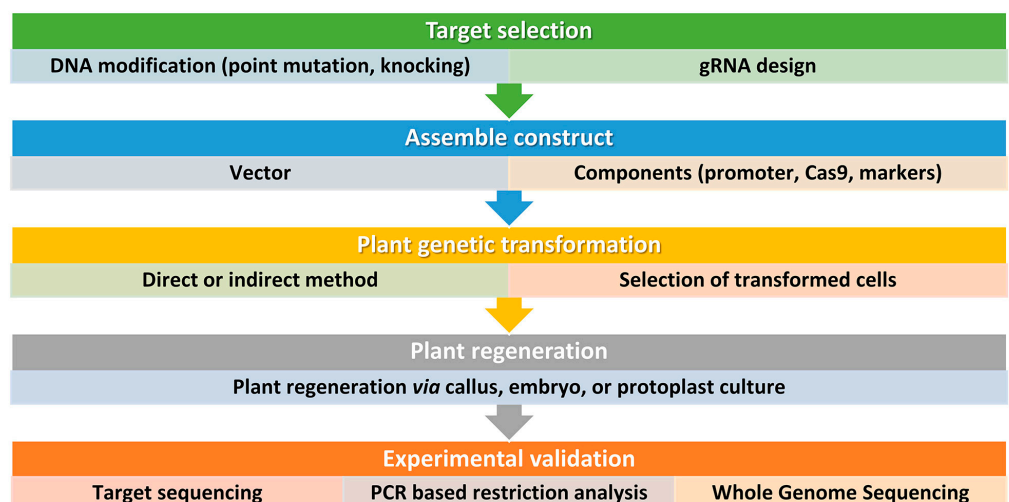 Target selection
DNA modification (point mutation, knocking)
gRNA design
Assemble construct
Vector
Components (promoter, Cas9, markers)
Plant genetic transformation
Direct or indirect method
Selection of transformed cells
Plant regeneration
Plant regeneration via callus, embryo, or protoplast culture
Experimental validation
Target sequencing
PCR based restriction analysis
Whole Genome Sequencing